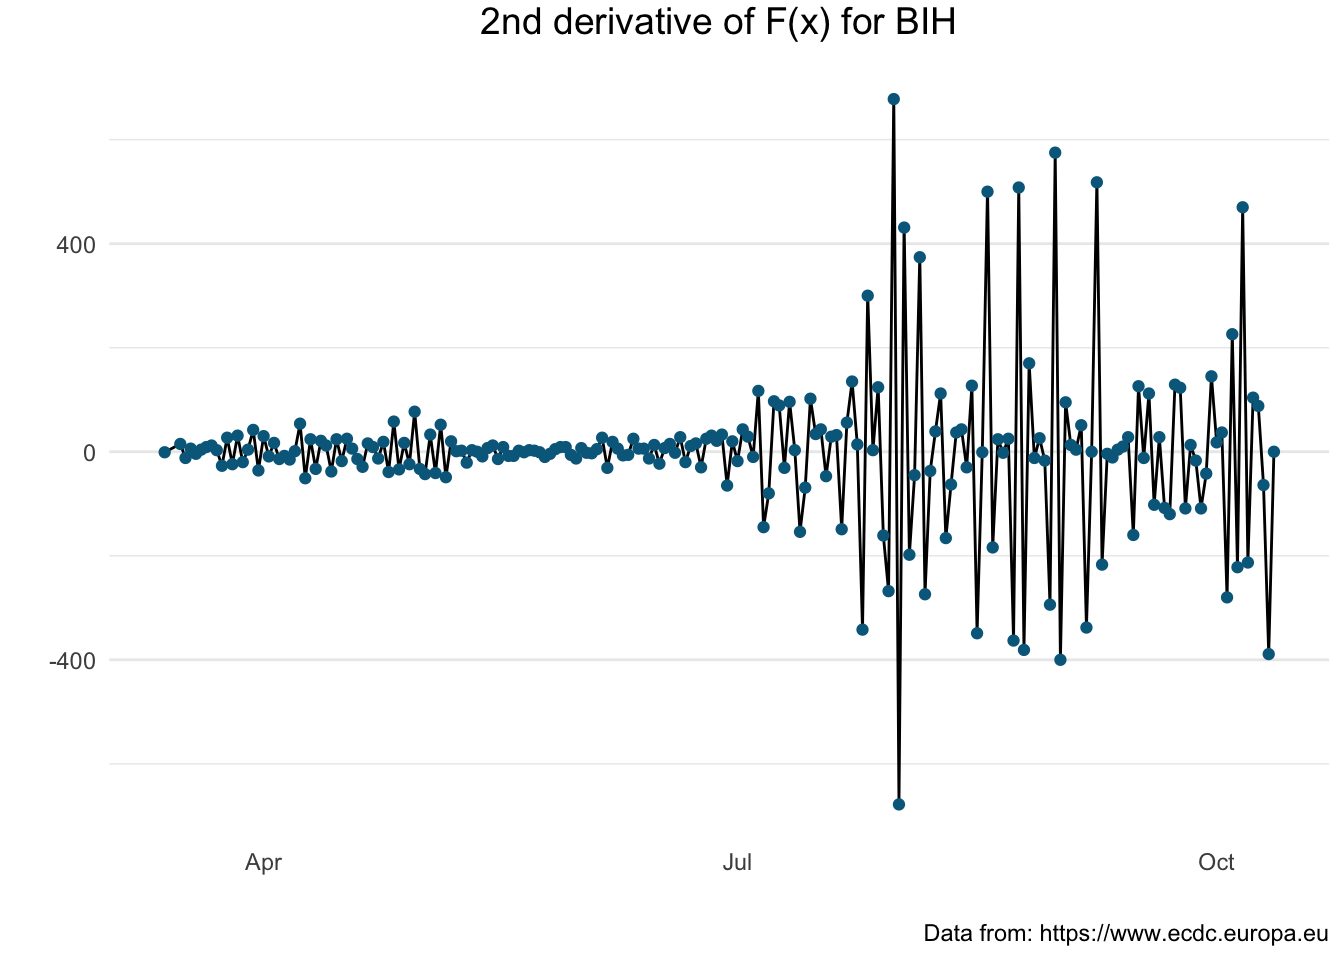 2nd derivative of F(x) for BIH
400
0
-400
Apr Jul Oct
Data from: https://www.ecdc.europa.eu